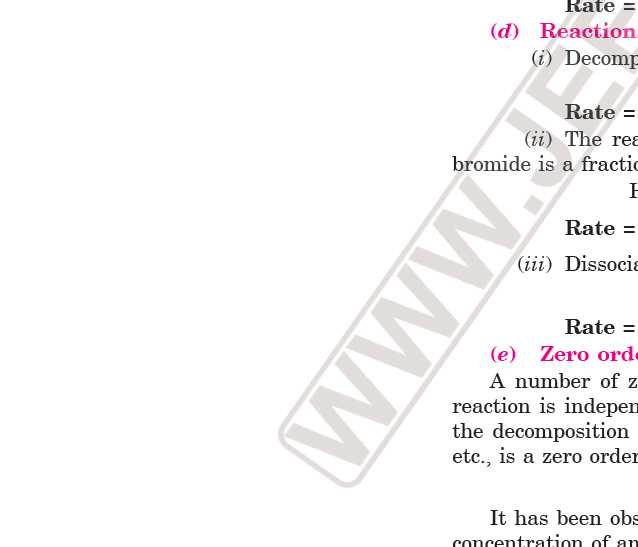 Rate =
(d) Reaction
(i) Decomp
Rate =
(ii) The rea
bromide is a fractio
H
Rate =
(iii) Dissocia
Rate =
(e) Zero orde
A number of z
reaction is indepen
the decomposition
etc., is a zero order
It has been obs
concentration of an
WWW.JEE